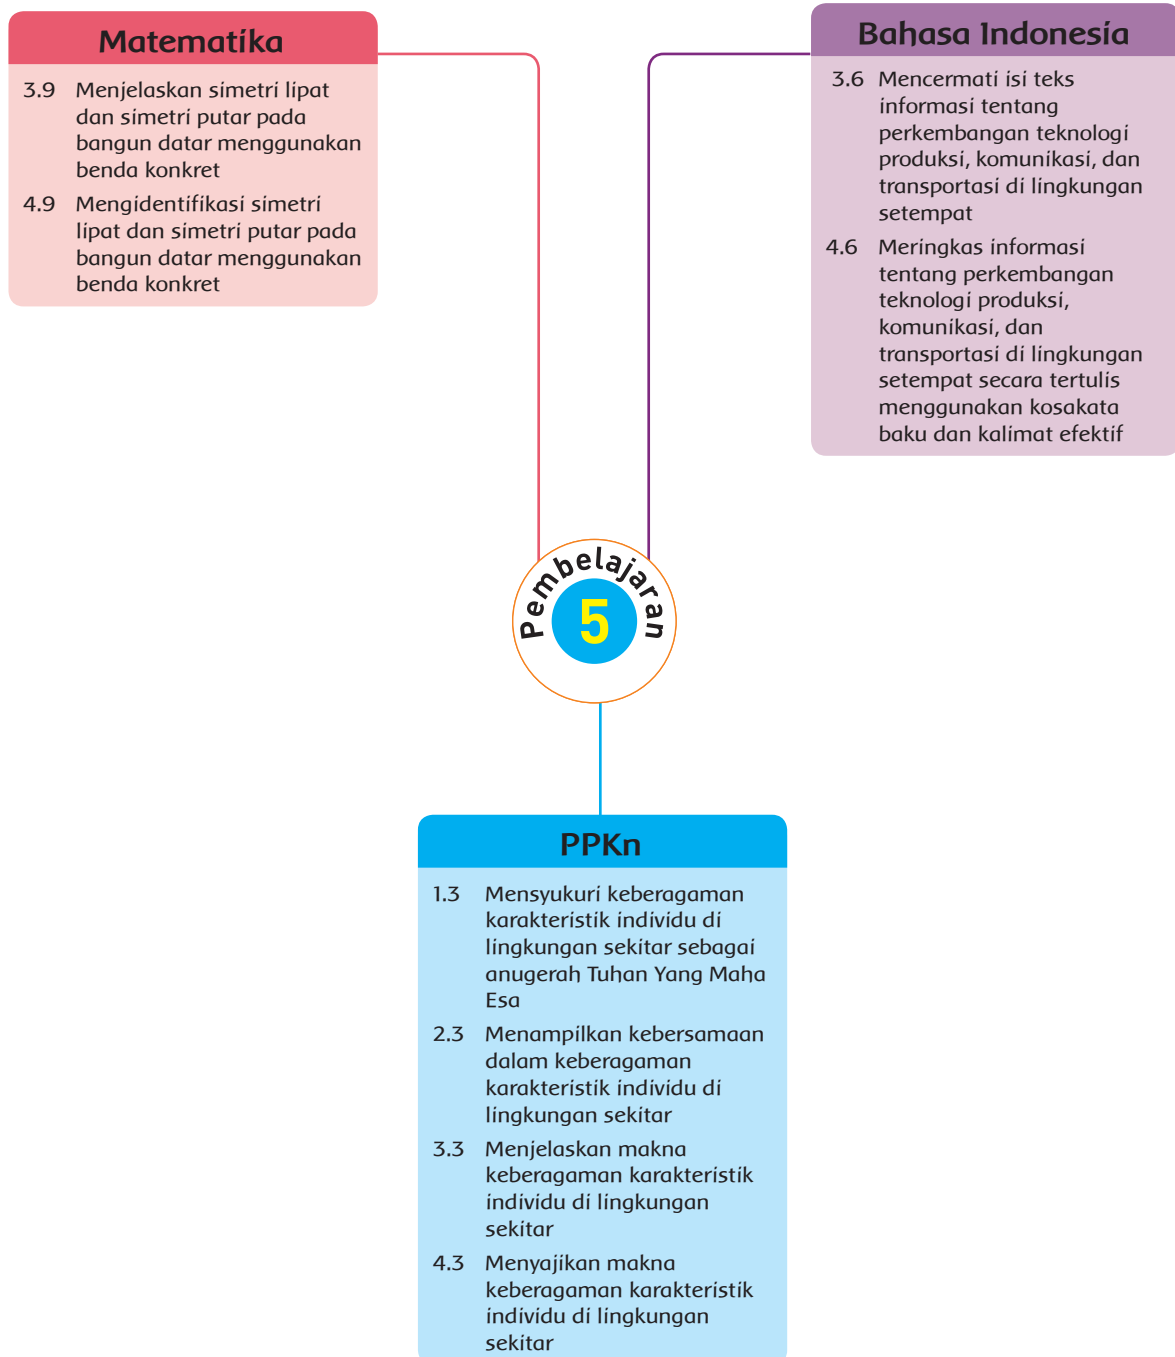 Matematika
3.9 Menjelaskan simetri lipat
dan simetri putar pada
bangun datar menggunakan
benda konkret
4.9 Mengidentifikasi simetri
lipat dan simetri putar pada
bangun datar menggunakan
benda konkret
Bahasa Indonesia
3.6 Mencermati isi teks
informasi tentang
perkembangan teknologi
produksi, komunikasi, dan
transportasi di lingkungan
setempat
4.6 Meringkas informasi
tentang perkembangan
teknologi produksi,
komunikasi, dan
transportasi di lingkungan
setempat secara tertulis
menggunakan kosakata
baku dan kalimat efektif
Pembelajaran
5
PPKn
1.3 Mensyukuri keberagaman
karakteristik individu di
lingkungan sekitar sebagai
anugerah Tuhan Yang Maha
Esa
2.3 Menampilkan kebersamaan
dalam keberagaman
karakteristik individu di
lingkungan sekitar
3.3 Menjelaskan makna
keberagaman karakteristik
individu di lingkungan
sekitar
4.3 Menyajikan makna
keberagaman karakteristik
individu di lingkungan
sekitar